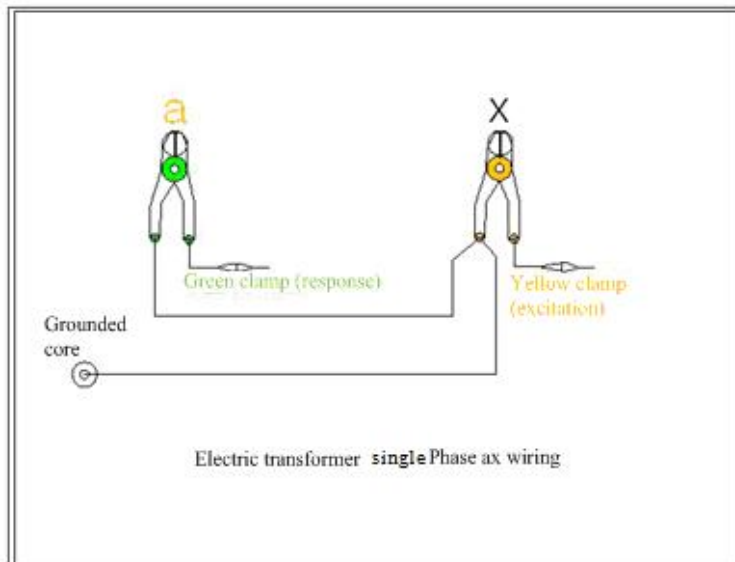 a
X
Green clamp (response)
Yellow clamp
(excitation)
Grounded
core
Electric transformer single Phase ax wiring